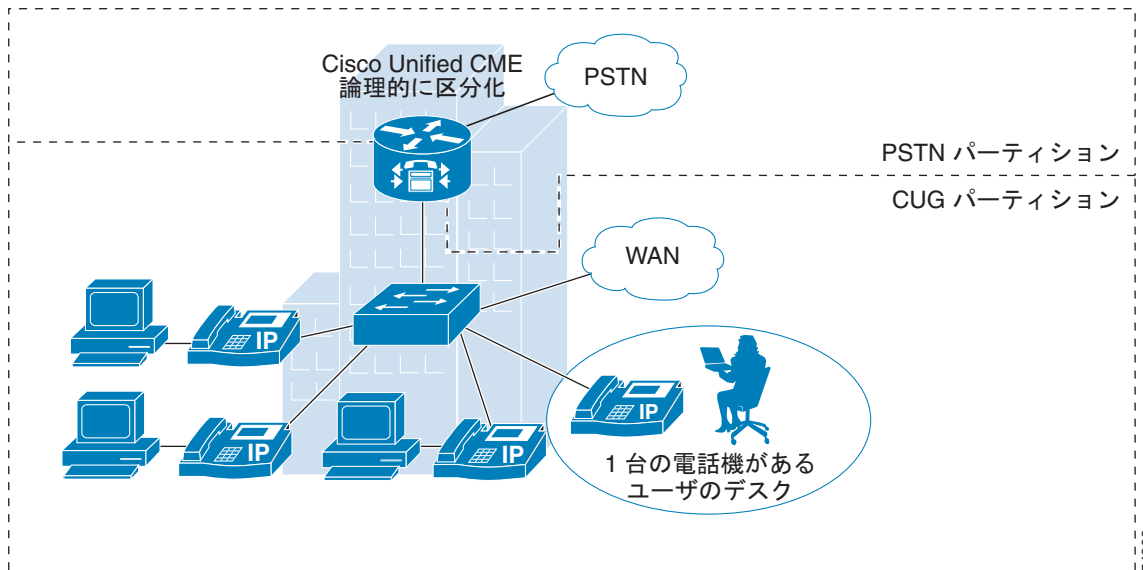 Cisco Unified CME
論理的に区分化
PSTN
PSTN パーティション
CUG パーティション
WAN
IP
IP
IP
IP
1 台の電話機がある
ユーザのデスク